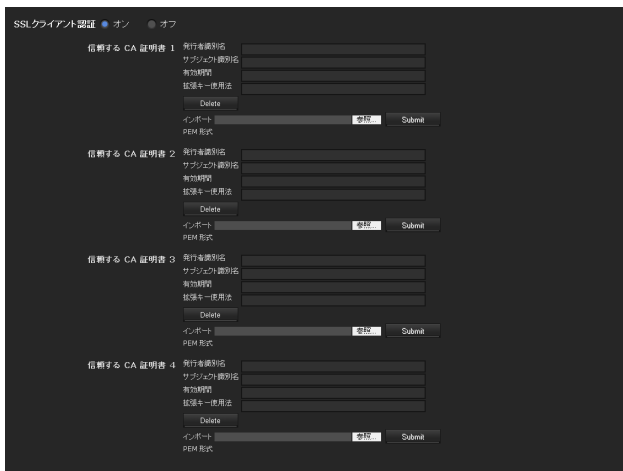 SSLクライアント認証 オン オフ
信頼する CA 証明書 1 発行者識別名
サブジェクト識別名
有効期間
拡張キー使用法
Delete
インポート 参照... Submit
PEM 形式
信頼する CA 証明書 2 発行者識別名
サブジェクト識別名
有効期間
拡張キー使用法
Delete
インポート 参照... Submit
PEM 形式
信頼する CA 証明書 3 発行者識別名
サブジェクト識別名
有効期間
拡張キー使用法
Delete
インポート 参照... Submit
PEM 形式
信頼する CA 証明書 4 発行者識別名
サブジェクト識別名
有効期間
拡張キー使用法
Delete
インポート 参照... Submit
PEM 形式